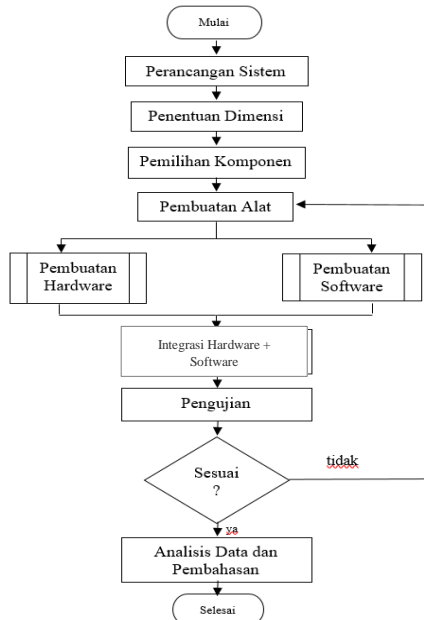 Mulai
Perancangan Sistem
Penentuan Dimensi
Pemilihan Komponen
Pembuatan Alat
Pembuatan
Hardware
Pembuatan
Software
Integrasi Hardware +
Software
Pengujian
Sesuai
?
tidak
ya
Analisis Data dan
Pembahasan
Selesai